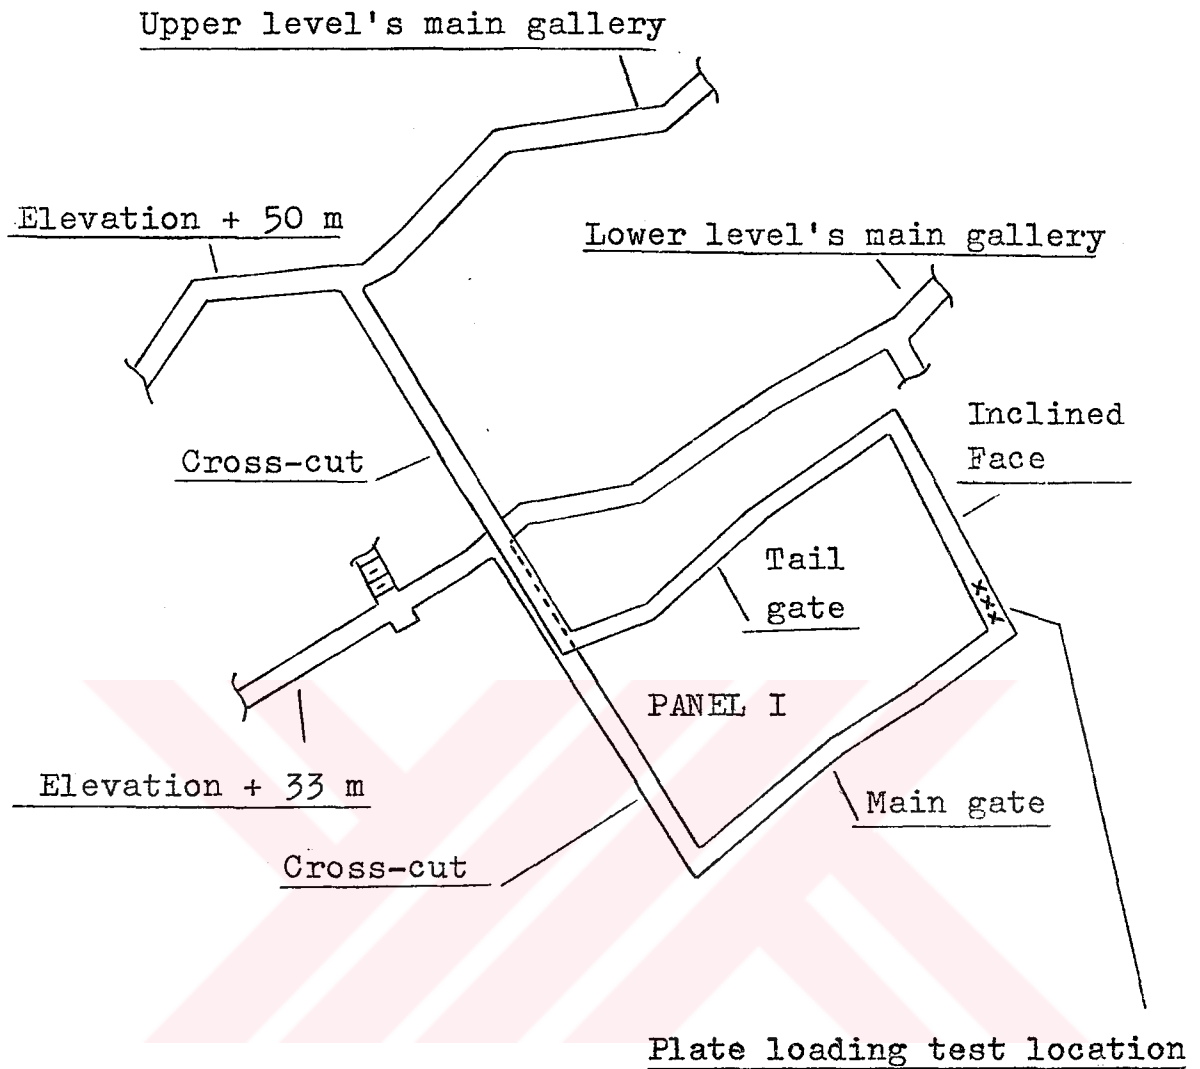 Upper level's main gallery
Elevation + 50 m
Lower level's main gallery
Inclined
Face
Cross-cut
Tail
gate
PANEL I
Elevation + 33 m
Main gate
Cross-cut
Plate loading test location